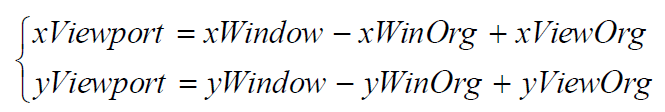 xViewport = xWindow − xWinOrg + xViewOrg
yViewport = yWindow − yWinOrg + yViewOrg